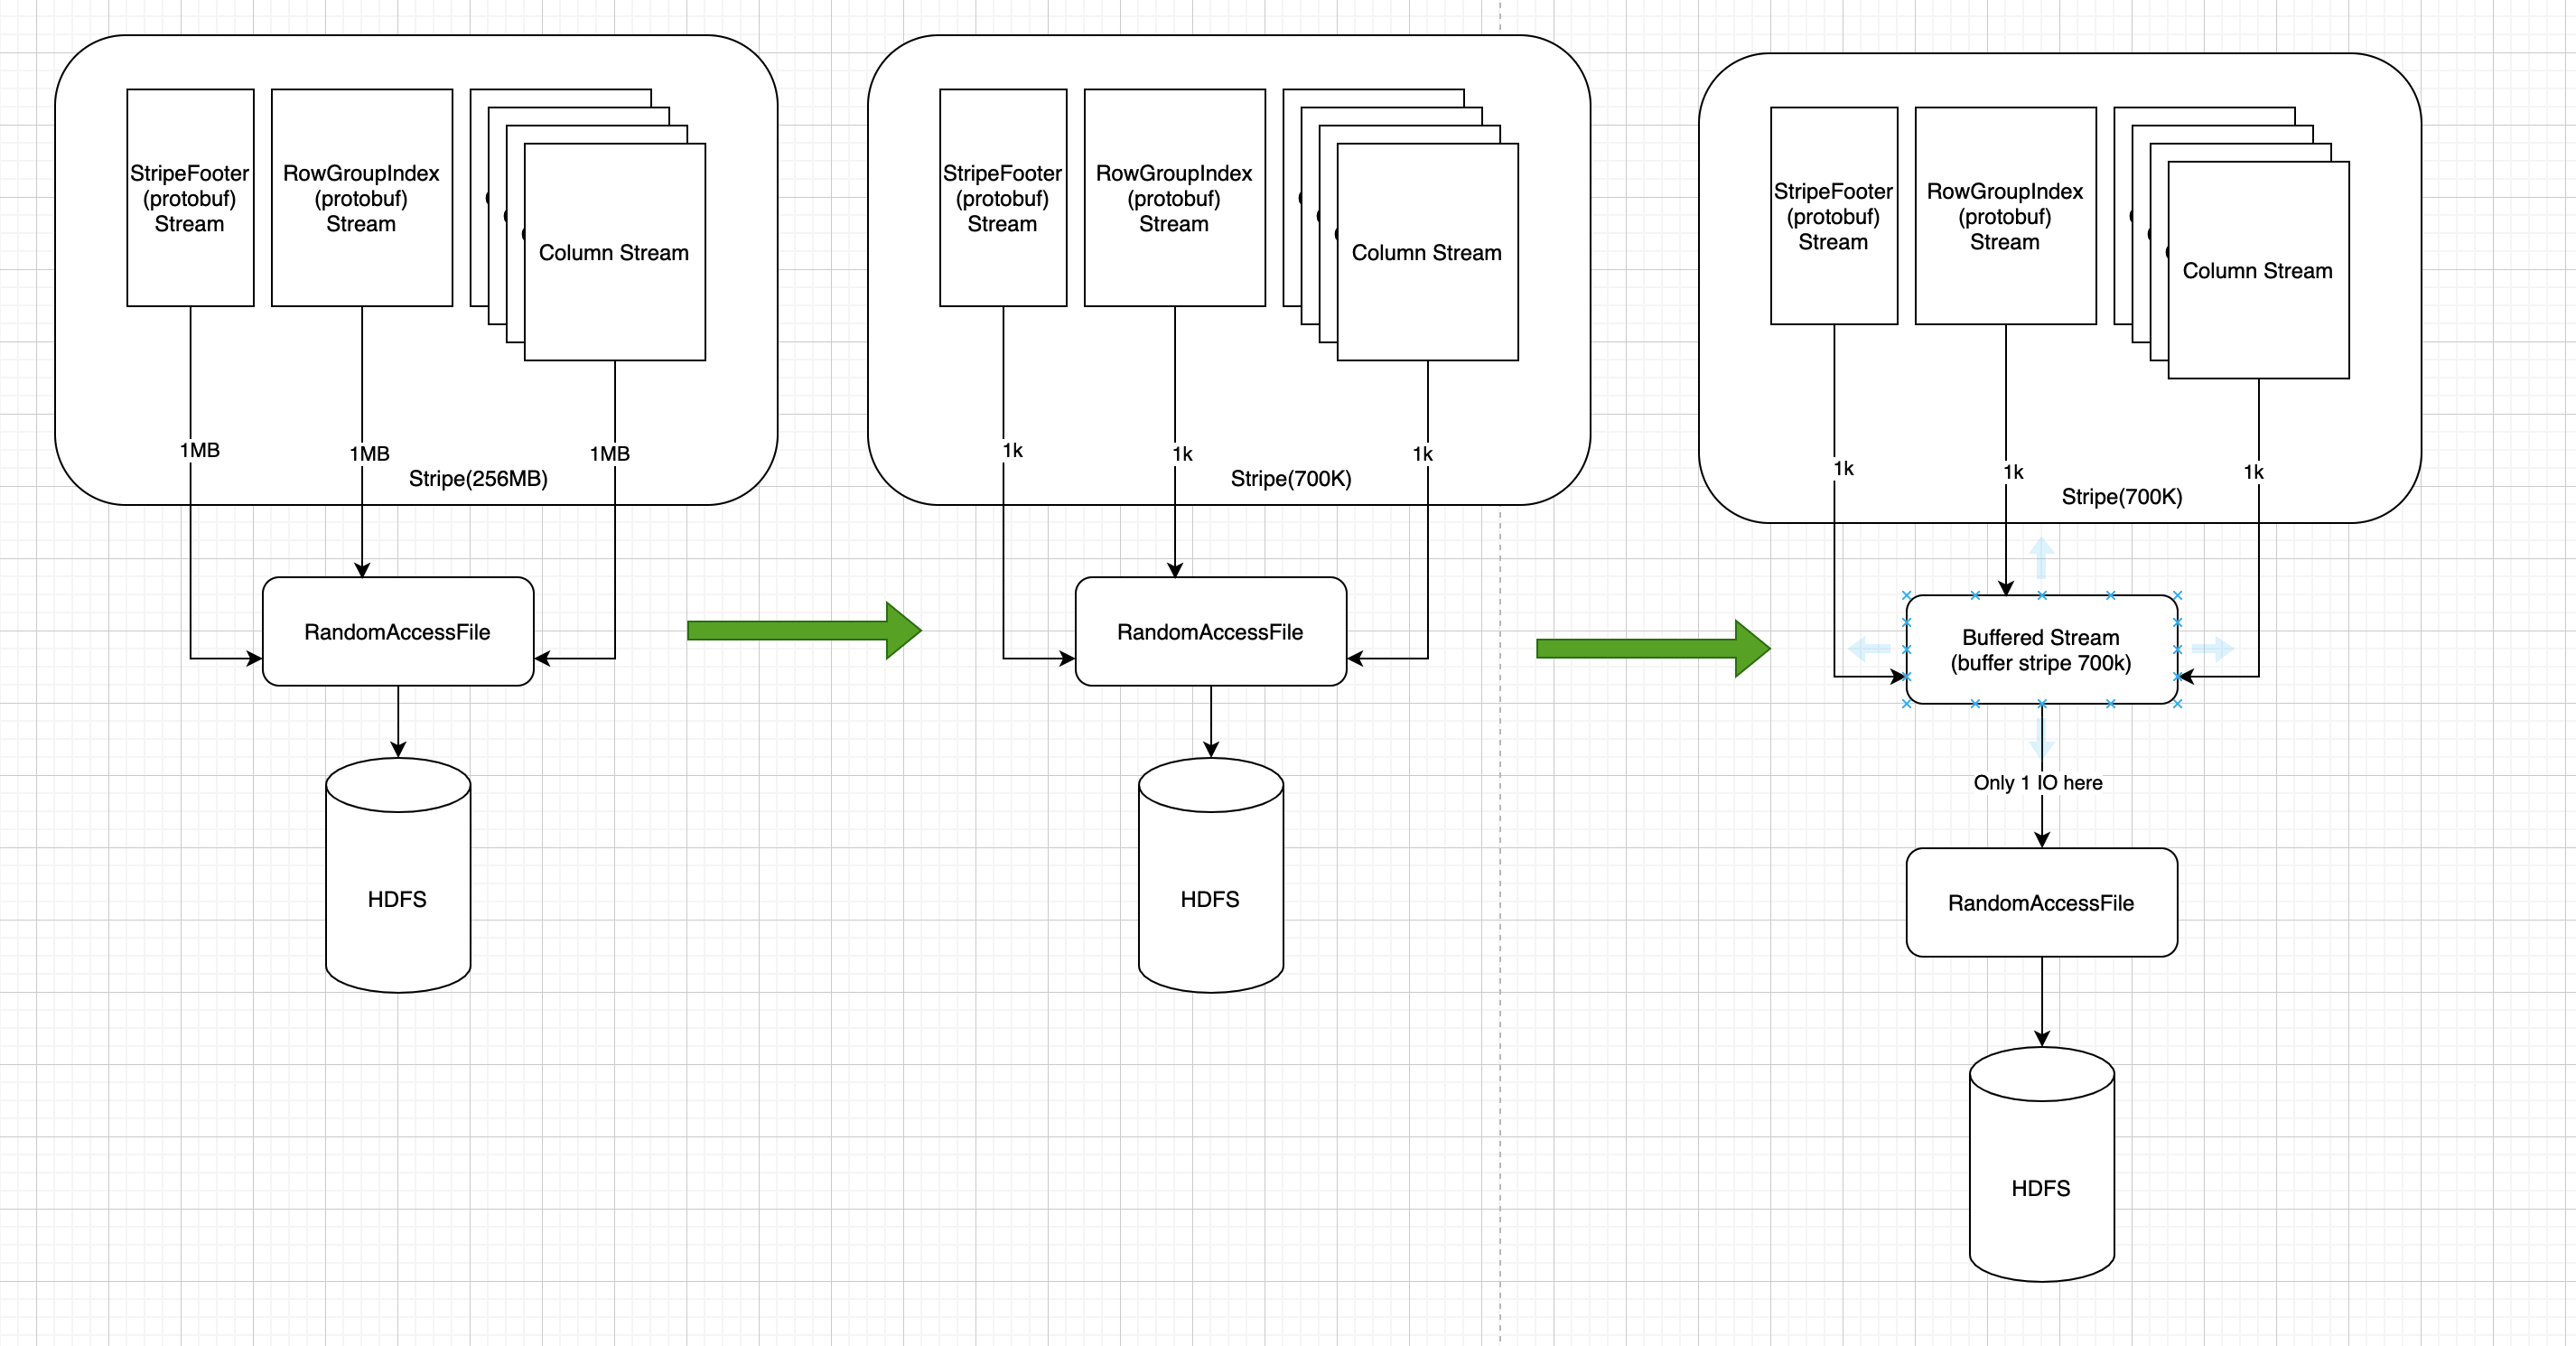 StripeFooter
(protobuf)
Stream
RowGroupIndex
(protobuf)
Stream
Column Stream
1MB
1MB
1MB
Stripe(256MB)
RandomAccessFile
HDFS
StripeFooter
(protobuf)
Stream
RowGroupIndex
(protobuf)
Stream
Column Stream
1k
1k
1k
Stripe(700K)
RandomAccessFile
HDFS
StripeFooter
(protobuf)
Stream
RowGroupIndex
(protobuf)
Stream
Column Stream
1k
1k
1k
Stripe(700K)
Buffered Stream
(buffer stripe 700k)
Only 1 IO here
RandomAccessFile
HDFS